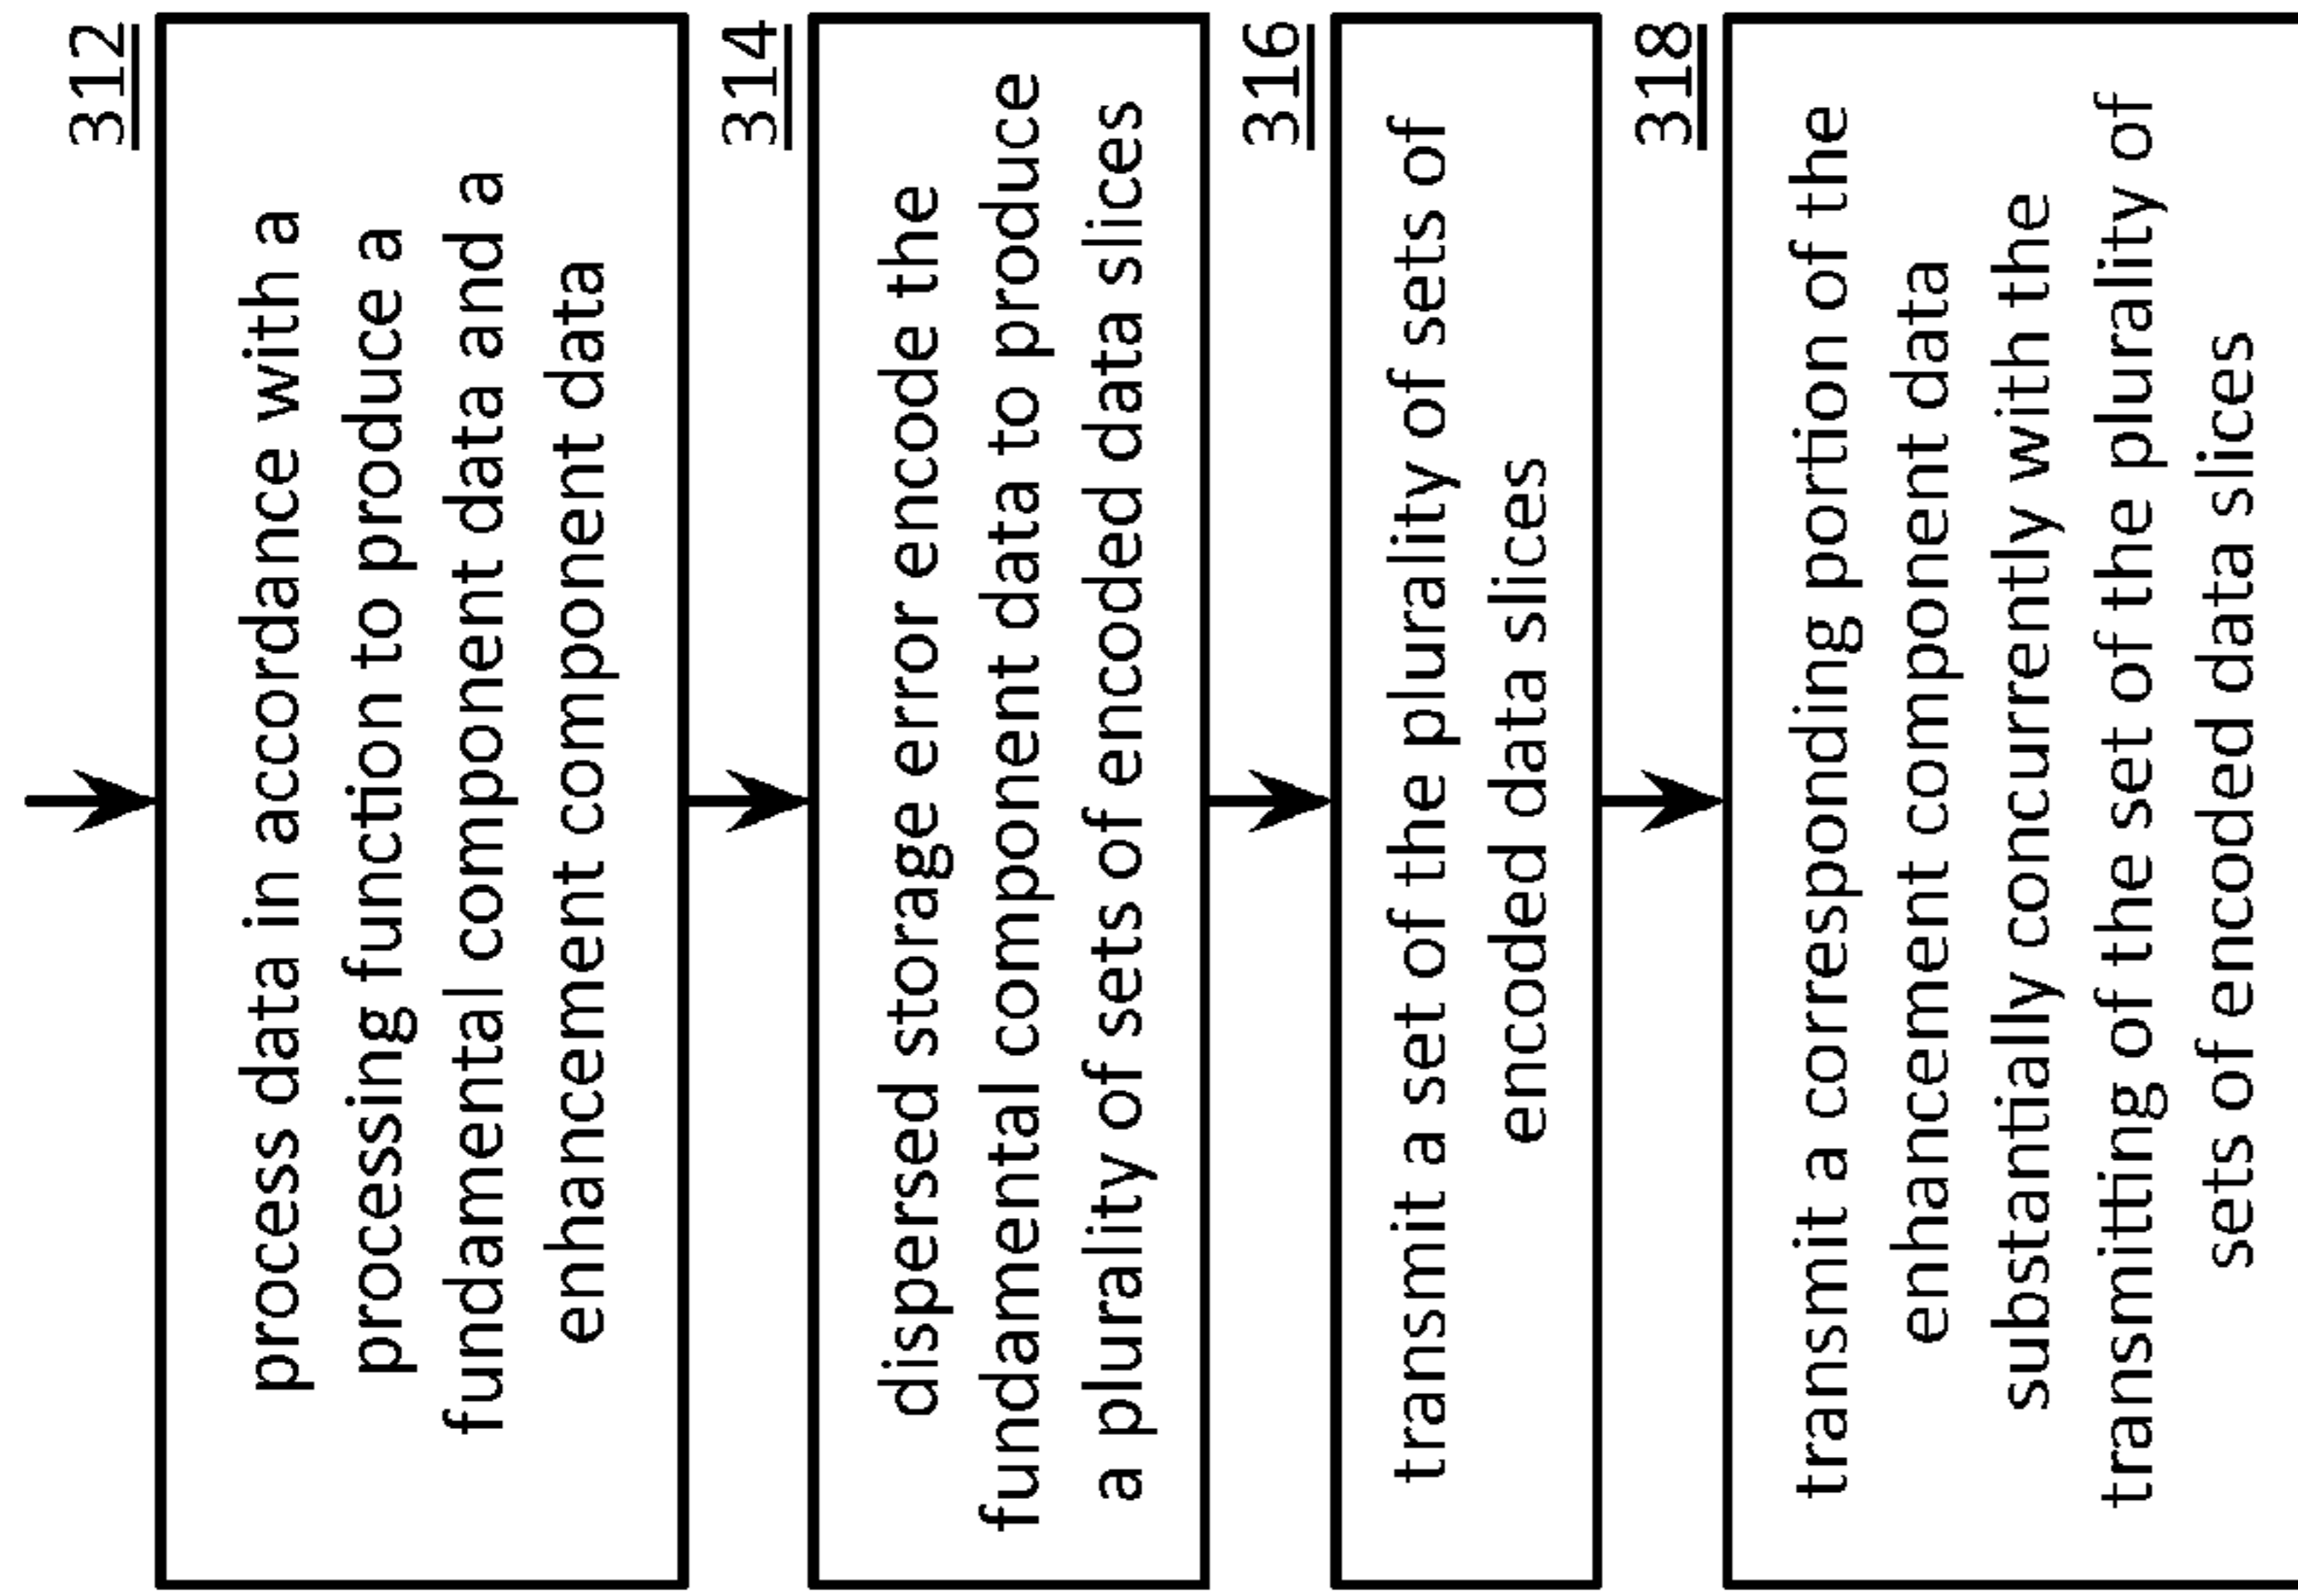 312
process data in accordance with a
processing function to produce a
fundamental component data and a
enhancement component data
314
dispersed storage error encode the
fundamental component data to produce
a plurality of sets of encoded data slices
316
transmit a set of the plurality of sets of
encoded data slices
318
transmit a corresponding portion of the
enhancement component data
substantially concurrently with the
transmitting of the set of the plurality of
sets of encoded data slices